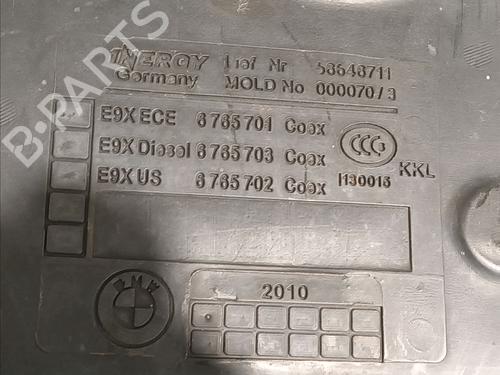 INERGY Lief Nr 58648711
Germany MOLD No 000070/3
E9X ECE 6765701 Coex
E9X Diesel 6765703 Coex
E9X US 6765702 Coex
CCC
I130015
KKL
2010
BMW
B-PARTS